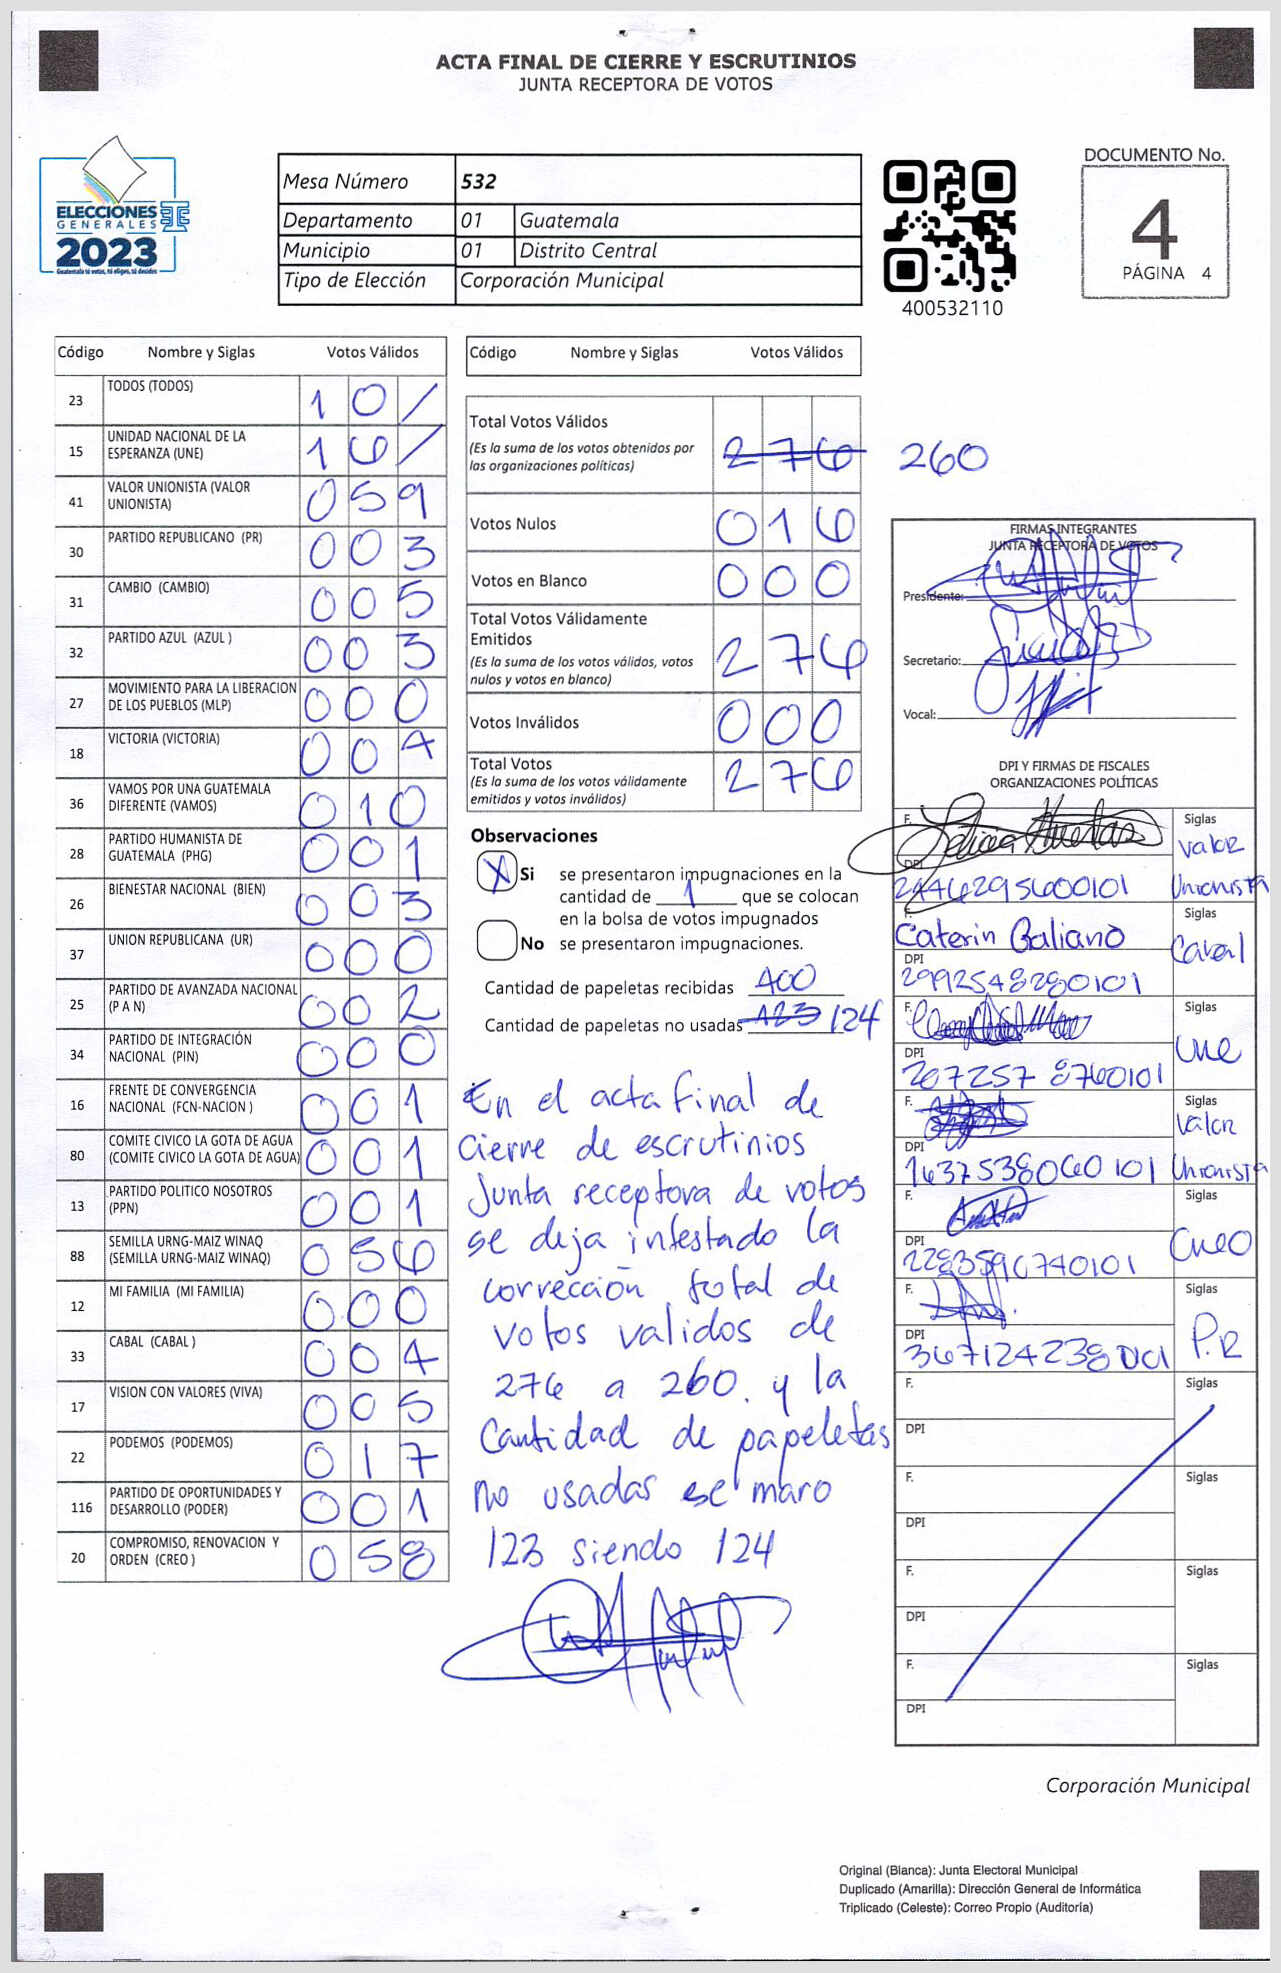 ACTA FINAL DE CIERRE Y ESCRUTINIOS
JUNTA RECEPTORA DE VOTOS
ELECCIONES
GENERALES
2023
Guatemala tú votas, tú eliges, tú decides
Mesa Número 532
Departamento 01 Guatemala
Municipio 01 Distrito Central
Tipo de Elección Corporación Municipal
400532110
DOCUMENTO No.
4
PÁGINA 4
Código Nombre y Siglas Votos Válidos
23 TODOS (TODOS) 1 0 /
15 UNIDAD NACIONAL DE LA ESPERANZA (UNE) 1 6 /
41 VALOR UNIONISTA (VALOR UNIONISTA) 0 5 9
30 PARTIDO REPUBLICANO (PR) 0 0 3
31 CAMBIO (CAMBIO) 0 0 5
32 PARTIDO AZUL (AZUL ) 0 0 3
27 MOVIMIENTO PARA LA LIBERACION DE LOS PUEBLOS (MLP) 0 0 0
18 VICTORIA (VICTORIA) 0 0 4
36 VAMOS POR UNA GUATEMALA DIFERENTE (VAMOS) 0 1 0
28 PARTIDO HUMANISTA DE GUATEMALA (PHG) 0 0 1
26 BIENESTAR NACIONAL (BIEN) 0 0 3
37 UNION REPUBLICANA (UR) 0 0 0
25 PARTIDO DE AVANZADA NACIONAL (P A N) 0 0 2
34 PARTIDO DE INTEGRACIÓN NACIONAL (PIN) 0 0 0
16 FRENTE DE CONVERGENCIA NACIONAL (FCN-NACION ) 0 0 1
80 COMITE CIVICO LA GOTA DE AGUA (COMITE CIVICO LA GOTA DE AGUA) 0 0 1
13 PARTIDO POLITICO NOSOTROS (PPN) 0 0 1
88 SEMILLA URNG-MAIZ WINAQ (SEMILLA URNG-MAIZ WINAQ) 0 5 6
12 MI FAMILIA (MI FAMILIA) 0 0 0
33 CABAL (CABAL ) 0 0 4
17 VISION CON VALORES (VIVA) 0 0 5
22 PODEMOS (PODEMOS) 0 1 7
116 PARTIDO DE OPORTUNIDADES Y DESARROLLO (PODER) 0 0 1
20 COMPROMISO, RENOVACION Y ORDEN (CREO ) 0 5 8
Código Nombre y Siglas Votos Válidos
Total Votos Válidos
(Es la suma de los votos obtenidos por
las organizaciones políticas) 2 7 6 260
Votos Nulos 0 1 6
Votos en Blanco 0 0 0
Total Votos Válidamente
Emitidos
(Es la suma de los votos válidos, votos
nulos y votos en blanco) 2 7 6
Votos Inválidos 0 0 0
Total Votos
(Es la suma de los votos válidamente
emitidos y votos inválidos) 2 7 6
Observaciones
X Si se presentaron impugnaciones en la
cantidad de 1 que se colocan
en la bolsa de votos impugnados
No se presentaron impugnaciones.
Cantidad de papeletas recibidas 400
Cantidad de papeletas no usadas 123 124
En el acta final de
cierre de escrutinios
Junta receptora de votos
se deja intestado la
corrección total de
votos validos de
276 a 260. y la
Cantidad de papeletas
no usadas se maro
123 siendo 124
FIRMAS INTEGRANTES
JUNTA RECEPTORA DE VOTOS
Presidente:
Secretario:
Vocal:
DPI Y FIRMAS DE FISCALES
ORGANIZACIONES POLÍTICAS
F. Siglas
Valor
DPI
2446295600101 Unionista
F. Siglas
Caterin Galiano Cabal
DPI
2992548280101
F. Siglas
DPI une
207257 8760101
F. Siglas
Valor
DPI
1637538060101 Unionista
F. Siglas
DPI Creo
2283590740101
F. Siglas
DPI P.R
3671242380101
F. Siglas
DPI
F. Siglas
DPI
F. Siglas
DPI
F. Siglas
DPI
Corporación Municipal
Original (Blanca): Junta Electoral Municipal
Duplicado (Amarilla): Dirección General de Informática
Triplicado (Celeste): Correo Propio (Auditoría)